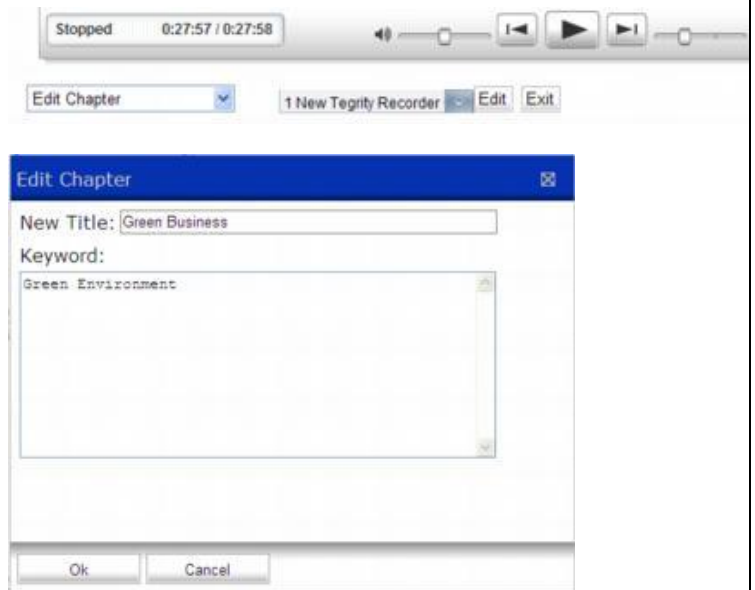 Stopped 0:27:57 / 0:27:58
Edit Chapter 1 New Tegrity Recorder Edit Exit
Edit Chapter
New Title: Green Business
Keyword:
Green Environment
Ok Cancel